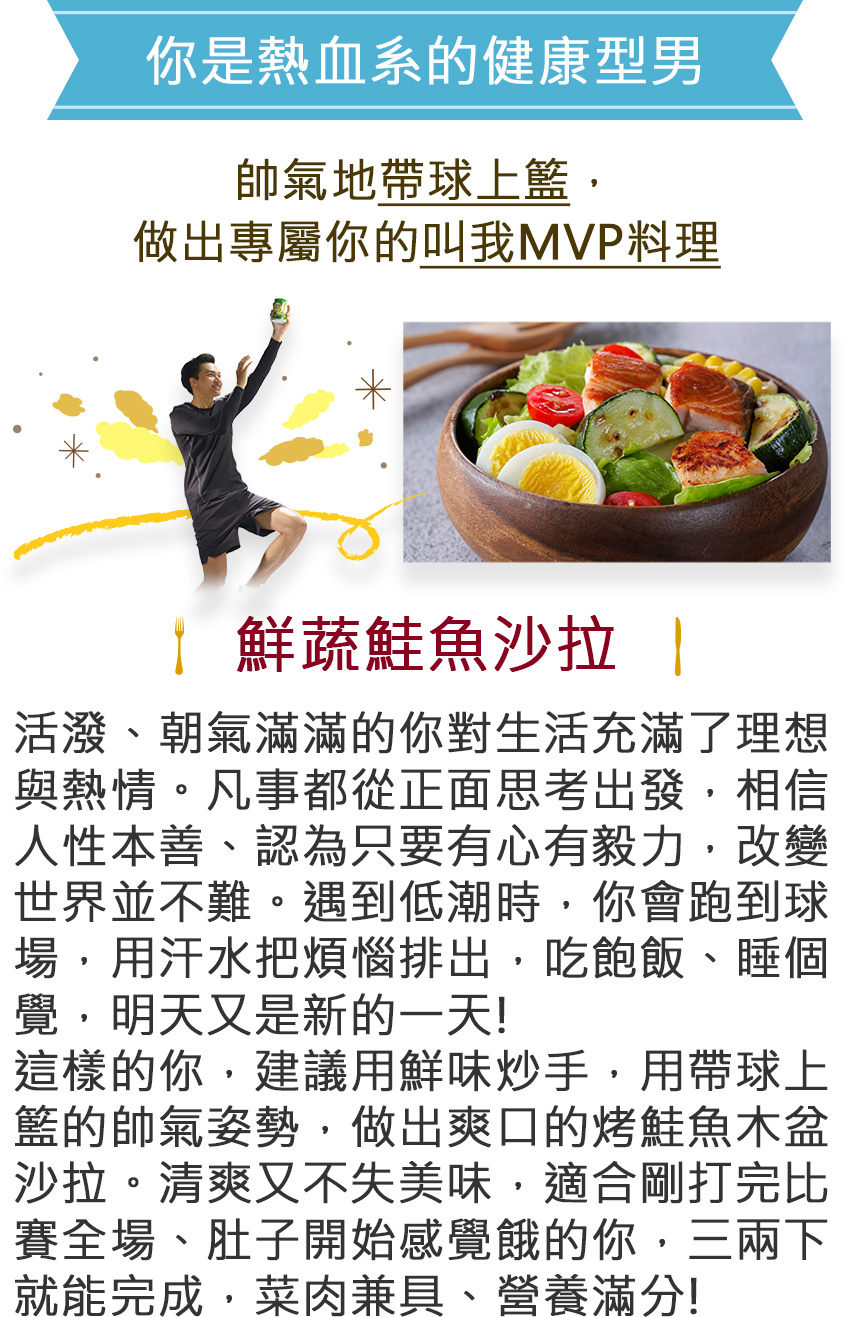 你是熱血系的健康型男
帥氣地帶球上籃，
做出專屬你的叫我MVP料理
鮮蔬鮭魚沙拉
活潑、朝氣滿滿的你對生活充滿了理想
與熱情。凡事都從正面思考出發，相信
人性本善、認為只要有心有毅力，改變
世界並不難。遇到低潮時，你會跑到球
場，用汗水把煩惱排出，吃飽飯、睡個
覺，明天又是新的一天!
這樣的你，建議用鮮味炒手，用帶球上
籃的帥氣姿勢，做出爽口的烤鮭魚木盆
沙拉。清爽又不失美味，適合剛打完比
賽全場、肚子開始感覺餓的你，三兩下
就能完成，菜肉兼具、營養滿分!